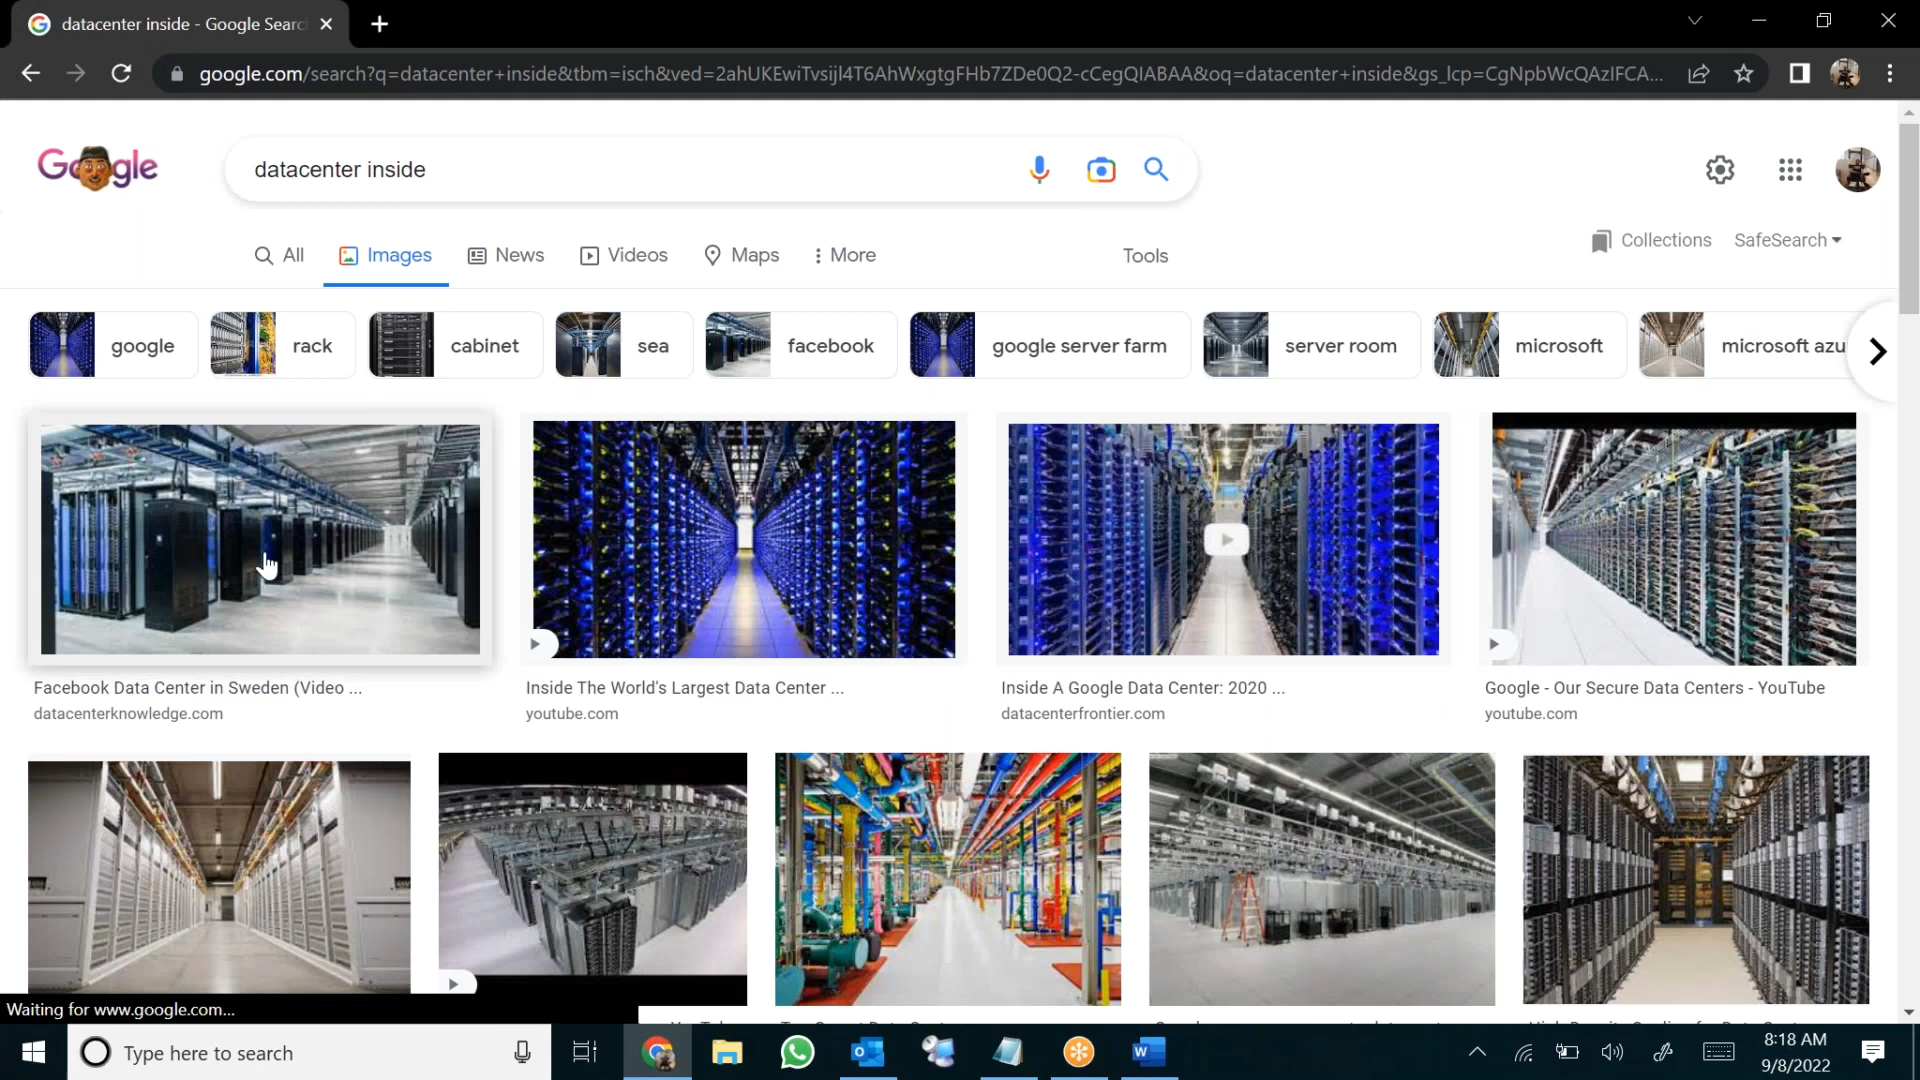 datacenter inside - Google Searc
google.com/search?q=datacenter+inside&tbm=isch&ved=2ahUKEwiTvsijl4T6AhWxgtgFHb7ZDe0Q2-cCegQIABAA&oq=datacenter+inside&gs_lcp=CgNpbWcQAzIFCA...
Google
datacenter inside
All Images News Videos Maps More Tools
Collections SafeSearch
google rack cabinet sea facebook google server farm server room microsoft microsoft azu
Facebook Data Center in Sweden (Video ...
datacenterknowledge.com
Inside The World's Largest Data Center ...
youtube.com
Inside A Google Data Center: 2020 ...
datacenterfrontier.com
Google - Our Secure Data Centers - YouTube
youtube.com
Waiting for www.google.com...
Type here to search
8:18 AM
9/8/2022